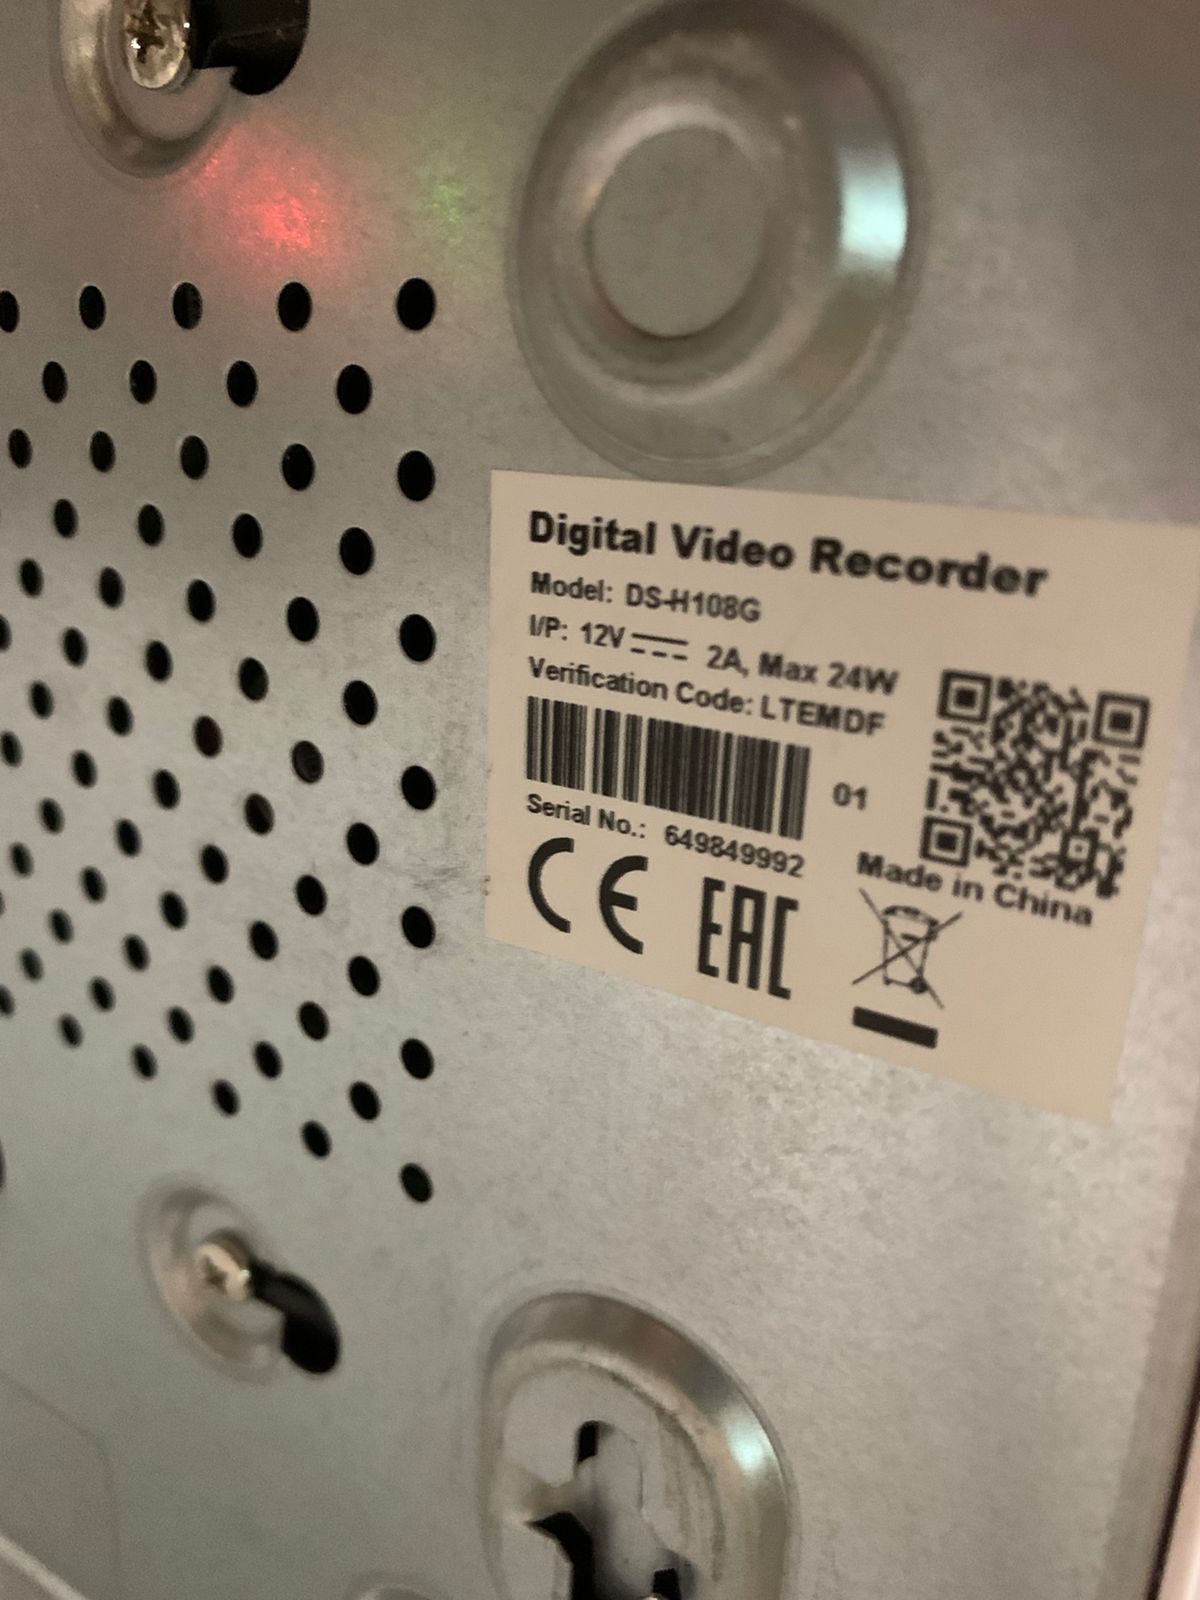 Digital Video Recorder
Model: DS-H108G
I/P: 12V 2A, Max 24W
Verification Code: LTEMDF
01
Serial No.: 649849992
Made in China
CE EAC